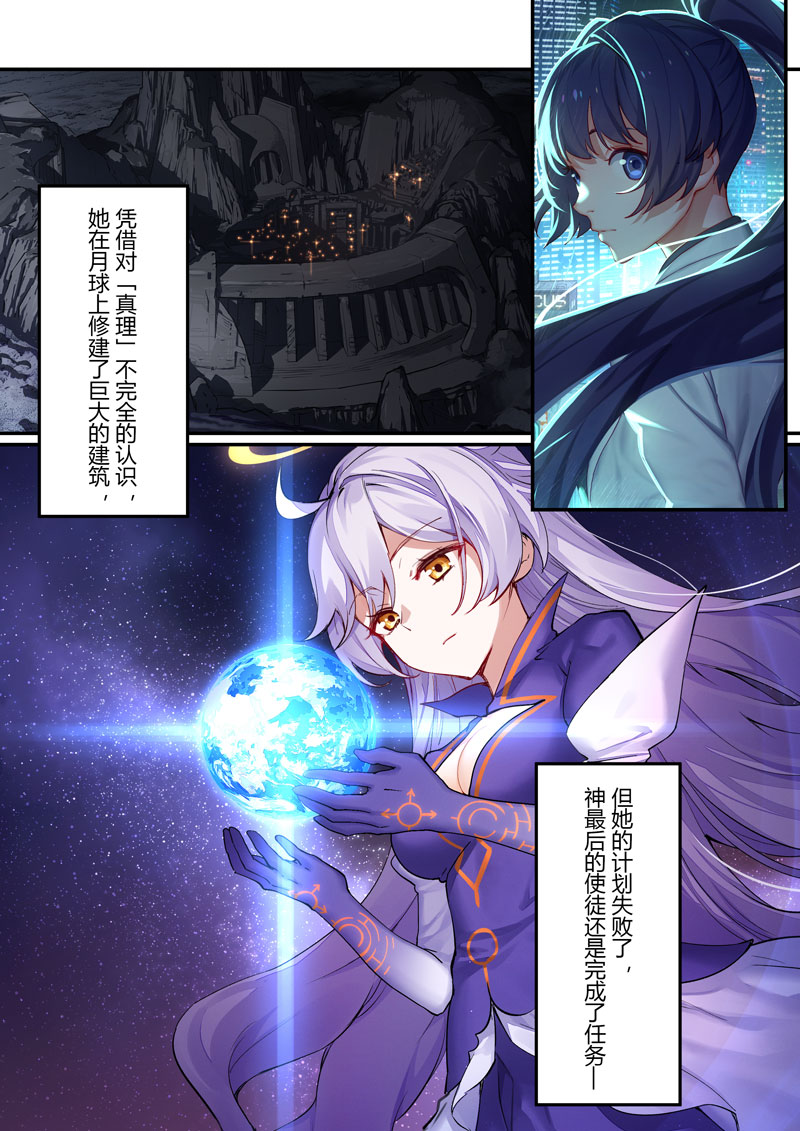 CUS
凭借对「真理」不完全的认识，
她在月球上修建了巨大的建筑，
但她的计划失败了，
神最后的使徒还是完成了任务—